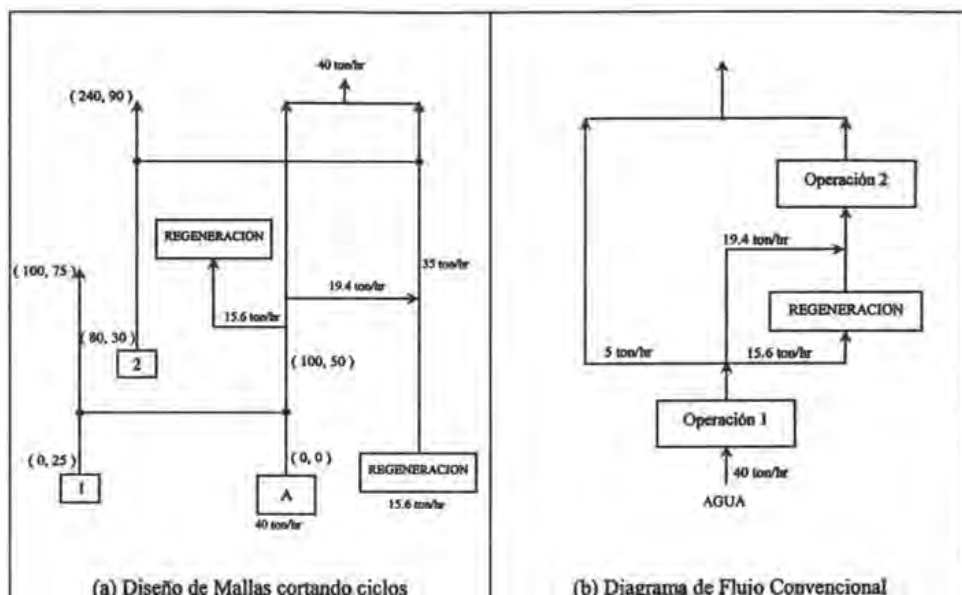 40 ton/hr
( 240, 90)
REGENERACION
( 100, 75)
35 ton/hr
19.4 ton/hr
15.6 ton/hr
( 80, 30)
2
( 100, 50)
( 0, 25)
( 0, 0)
1
A
REGENERACION
40 ton/hr
15.6 ton/hr
(a) Diseño de Mallas cortando ciclos
Operación 2
19.4 ton/hr
REGENERACION
5 ton/hr
15.6 ton/hr
Operación 1
40 ton/hr
AGUA
(b) Diagrama de Flujo Convencional